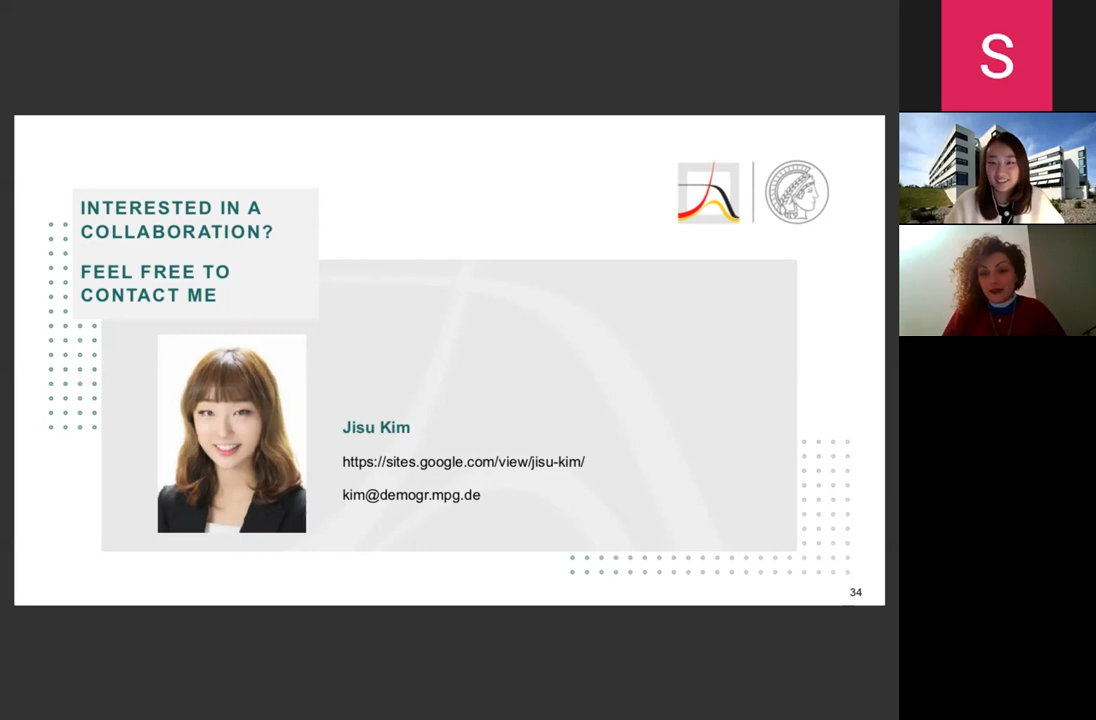 INTERESTED IN A
COLLABORATION?
FEEL FREE TO
CONTACT ME
Jisu Kim
https://sites.google.com/view/jisu-kim/
kim@demogr.mpg.de
34
S